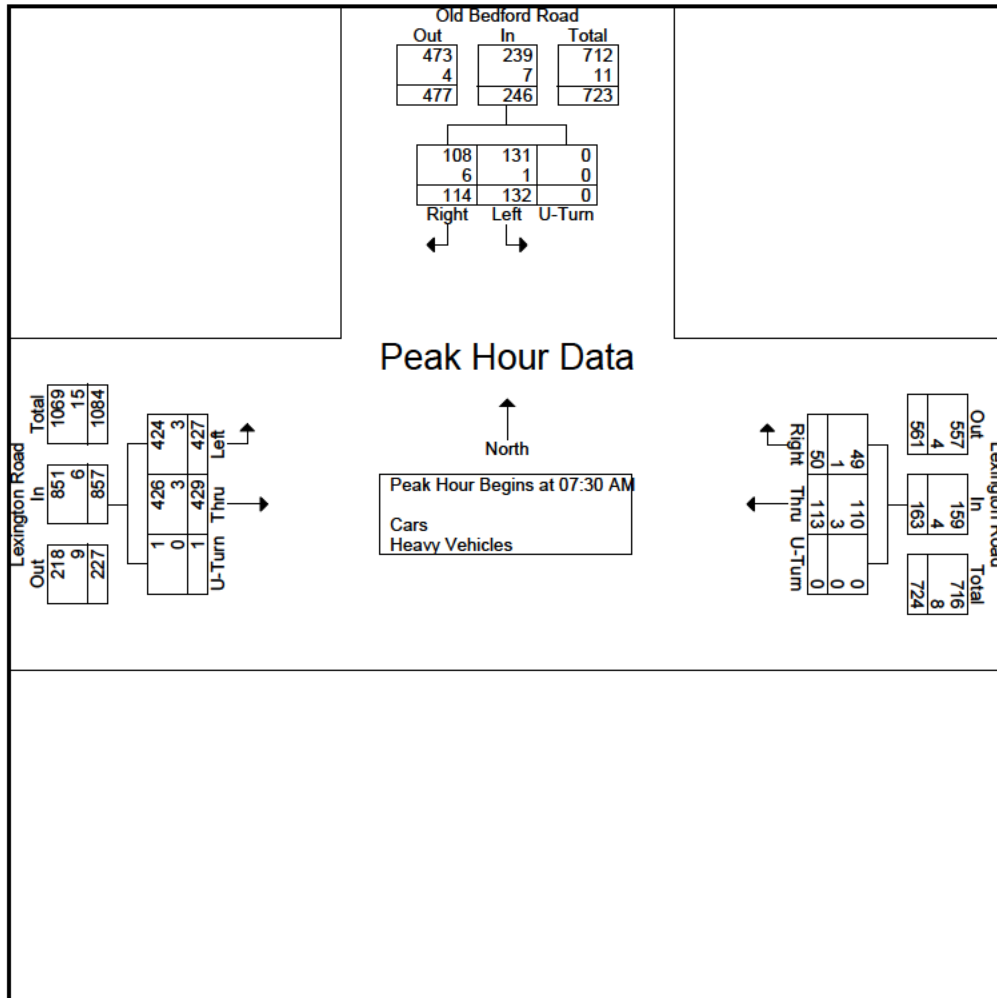 Old Bedford Road
Out In Total
473 239 712
4 7 11
477 246 723
108 131 0
6 1 0
114 132 0
Right Left U-Turn
Peak Hour Data
North
Peak Hour Begins at 07:30 AM
Cars
Heavy Vehicles
Lexington Road
Out In Total
218 851 1069
9 6 15
227 857 1084
U-Turn Thru Left
1 426 424
0 3 3
1 429 427
Lexington Road
Out In Total
557 159 716
4 4 8
561 163 724
49 110 0
1 3 0
50 113 0
Right Thru U-Turn